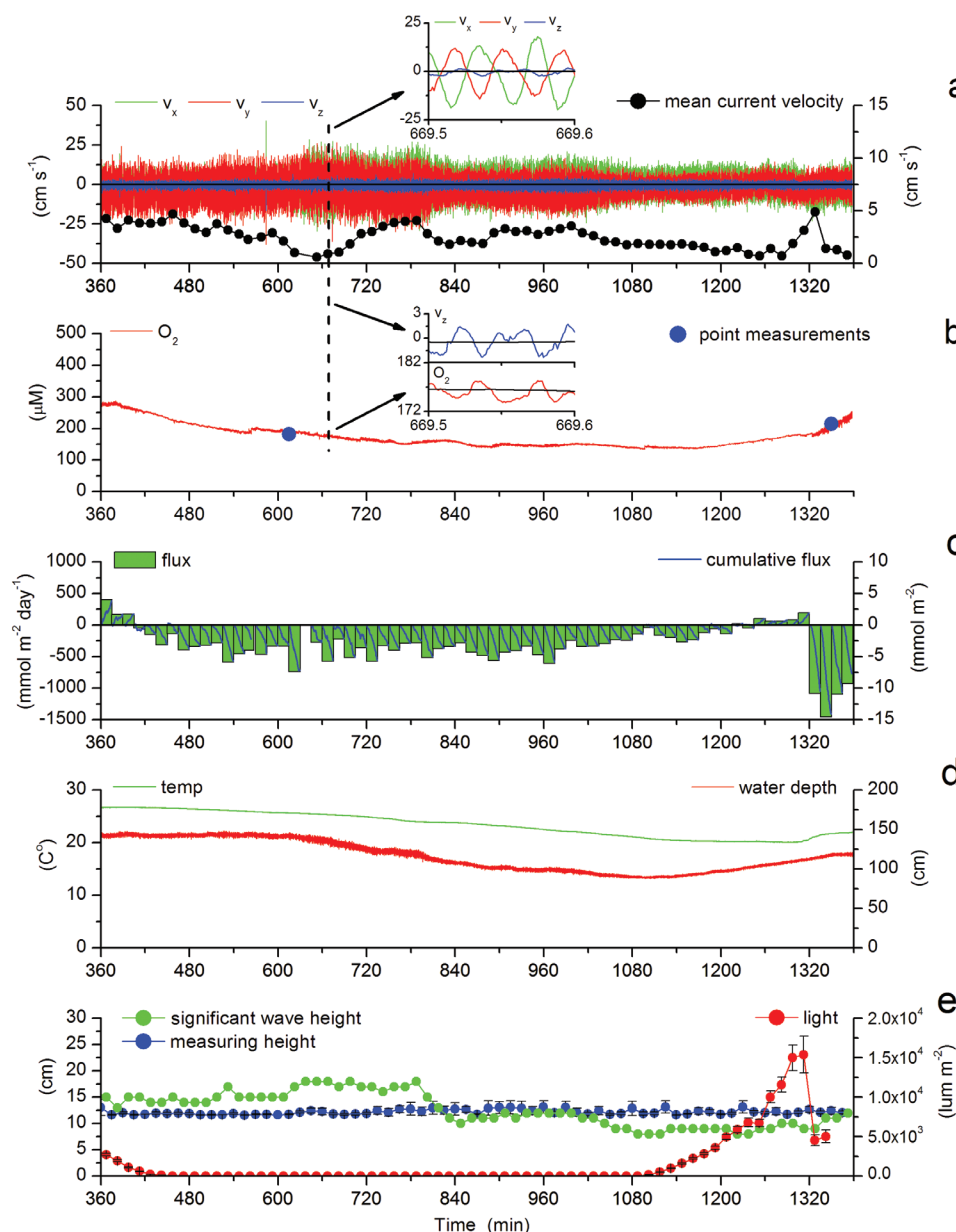 25 v_x v_y v_z
a
50 v_x v_y v_z 0 mean current velocity 15
25 -25 10
669.5 669.6
(cm s⁻¹) 0 (cm s⁻¹)
-25 5
-50 0
360 480 600 720 840 960 1080 1200 1320
500 O₂ 3 v_z point measurements b
400 0
182
(µM) 300 O₂
200 172
100 669.5 669.6
0
360 480 600 720 840 960 1080 1200 1320
c
1000 flux cumulative flux 10
500 5
(mmol m⁻² day⁻¹) 0 0 (mmol m⁻²)
-500 -5
-1000 -10
-1500 -15
360 480 600 720 840 960 1080 1200 1320
d
30 temp water depth 200
20 150
(C°) 100 (cm)
10 50
0 0
360 480 600 720 840 960 1080 1200 1320
e
30 significant wave height light 2.0x10⁴
25 measuring height
20 1.5x10⁴
(cm) 15 1.0x10⁴ (lum m⁻²)
10
5 5.0x10³
0 0.0
360 480 600 720 840 960 1080 1200 1320
Time (min)